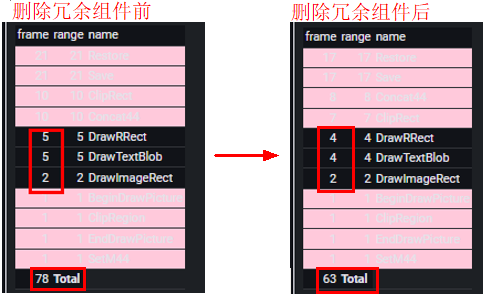 删除冗余组件前
frame range name
21 21 Restore
21 21 Save
10 10 ClipRect
10 10 Concat44
5 5 DrawRRect
5 5 DrawTextBlob
2 2 DrawImageRect
1 1 BeginDrawPicture
1 1 ClipRegion
1 1 EndDrawPicture
1 1 SetM44
78 Total
删除冗余组件后
frame range name
17 17 Restore
17 17 Save
8 8 Concat44
7 7 ClipRect
4 4 DrawRRect
4 4 DrawTextBlob
2 2 DrawImageRect
1 1 BeginDrawPicture
1 1 ClipRegion
1 1 EndDrawPicture
1 1 SetM44
63 Total